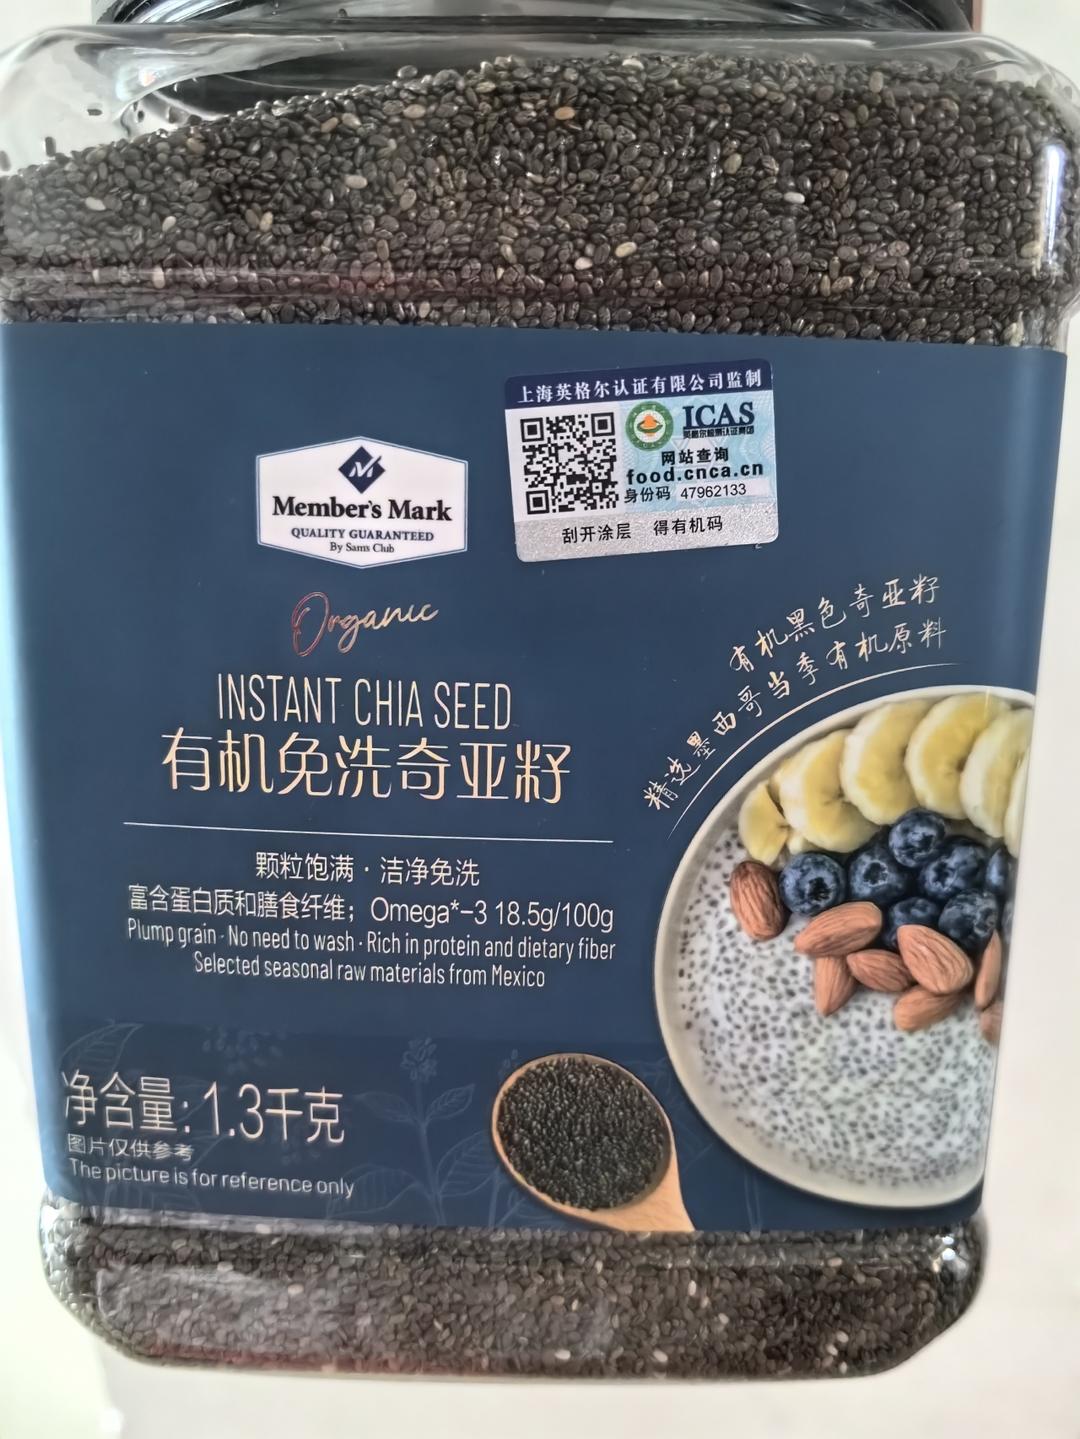 上海英格尔认证有限公司监制
ICAS
英格尔检测认证集团
网站查询
food.cnca.cn
身份码 47962133
刮开涂层 得有机码
Member's Mark
QUALITY GUARANTEED
By Sam's Club
Organic
INSTANT CHIA SEED
有机免洗奇亚籽
有机黑色奇亚籽
精选墨西哥当季有机原料
颗粒饱满·洁净免洗
富含蛋白质和膳食纤维；Omega*-3 18.5g/100g
Plump grain · No need to wash · Rich in protein and dietary fiber
Selected seasonal raw materials from Mexico
净含量:1.3千克
图片仅供参考
The picture is for reference only